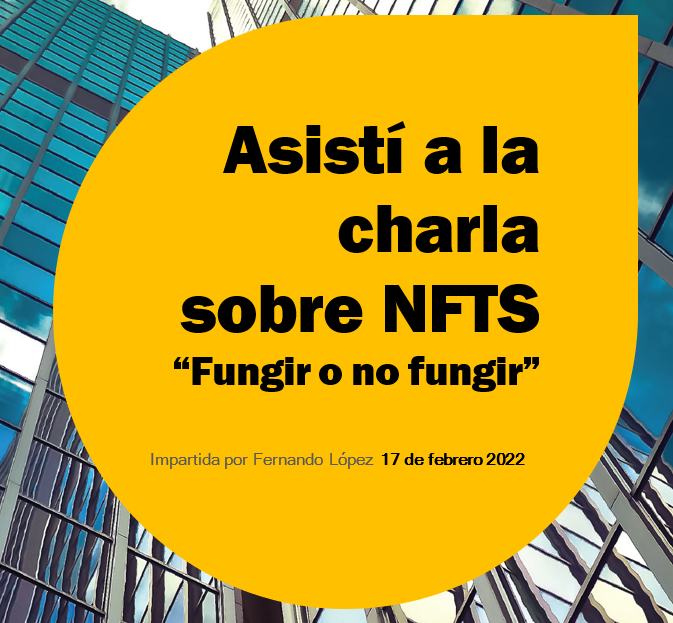 Asistí a la
charla
sobre NFTS
“Fungir o no fungir”
Impartida por Fernando López 17 de febrero 2022